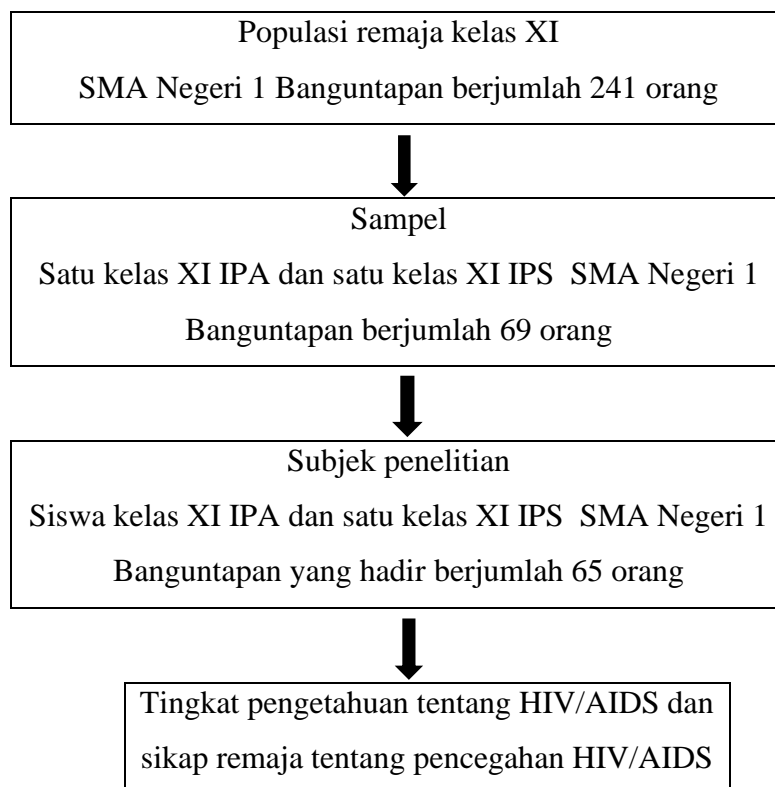 Populasi remaja kelas XI
SMA Negeri 1 Banguntapan berjumlah 241 orang
Sampel
Satu kelas XI IPA dan satu kelas XI IPS SMA Negeri 1
Banguntapan berjumlah 69 orang
Subjek penelitian
Siswa kelas XI IPA dan satu kelas XI IPS SMA Negeri 1
Banguntapan yang hadir berjumlah 65 orang
Tingkat pengetahuan tentang HIV/AIDS dan
sikap remaja tentang pencegahan HIV/AIDS